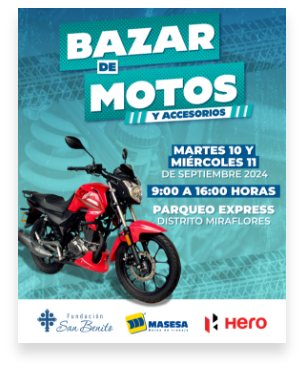 BAZAR
DE
MOTOS
Y ACCESORIOS
MARTES 10 Y
MIÉRCOLES 11
DE SEPTIEMBRE 2024
9:00 A 16:00 HORAS
PARQUEO EXPRESS
DISTRITO MIRAFLORES
Fundación
San Benito
MASESA
HERO